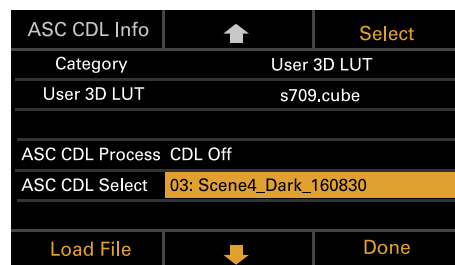 ASC CDL Info Select
Category User 3D LUT
User 3D LUT s709.cube
ASC CDL Process CDL Off
ASC CDL Select 03: Scene4_Dark_160830
Load File Done